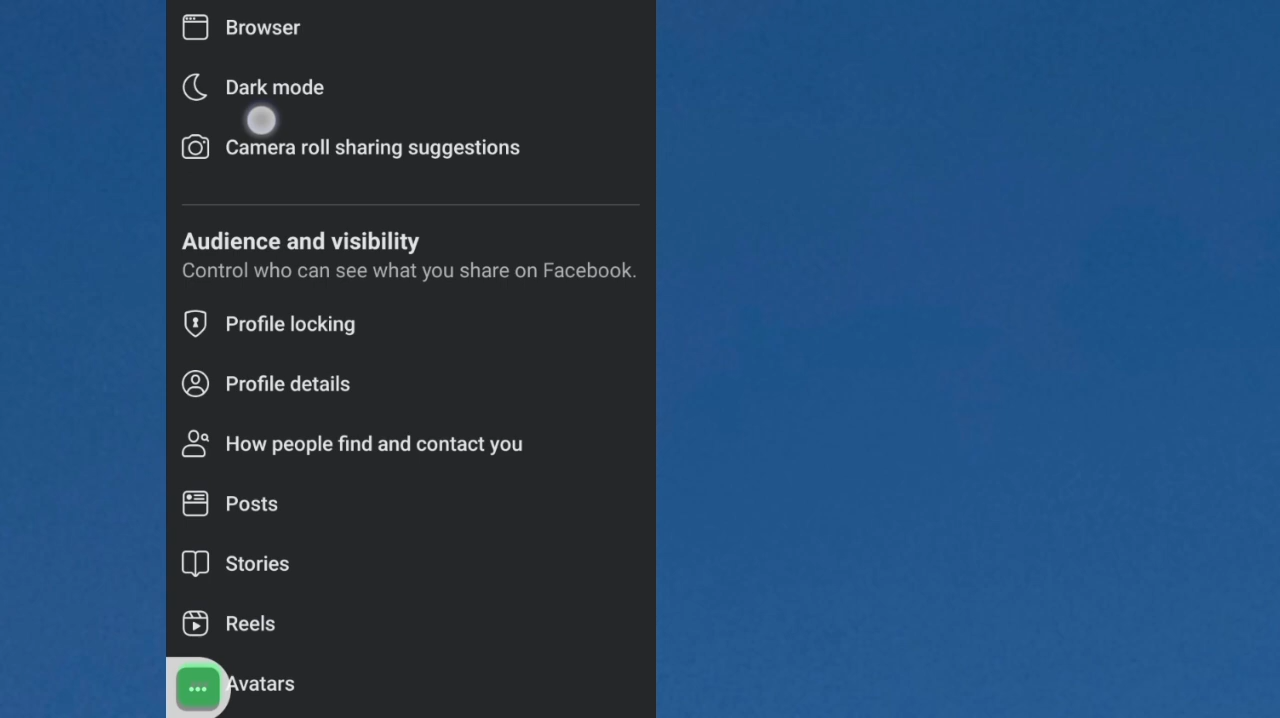 Browser
Dark mode
Camera roll sharing suggestions
Audience and visibility
Control who can see what you share on Facebook.
Profile locking
Profile details
How people find and contact you
Posts
Stories
Reels
Avatars